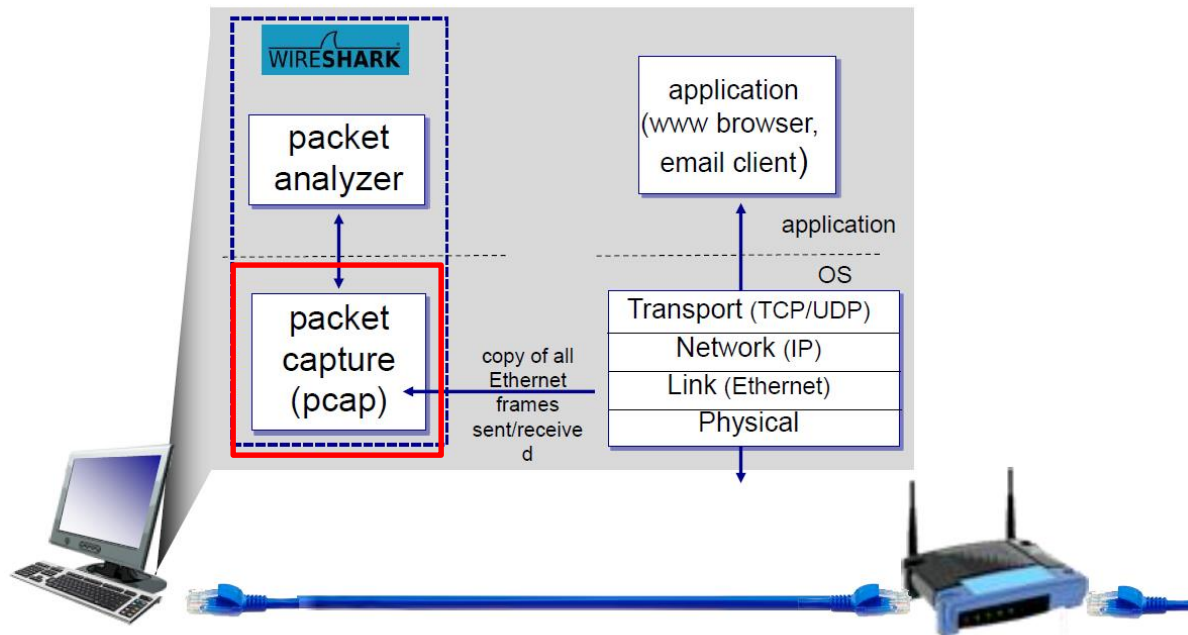 WIRESHARK
packet
analyzer
packet
capture
(pcap)
copy of all
Ethernet
frames
sent/receive
d
application
(www browser,
email client)
application
OS
Transport (TCP/UDP)
Network (IP)
Link (Ethernet)
Physical